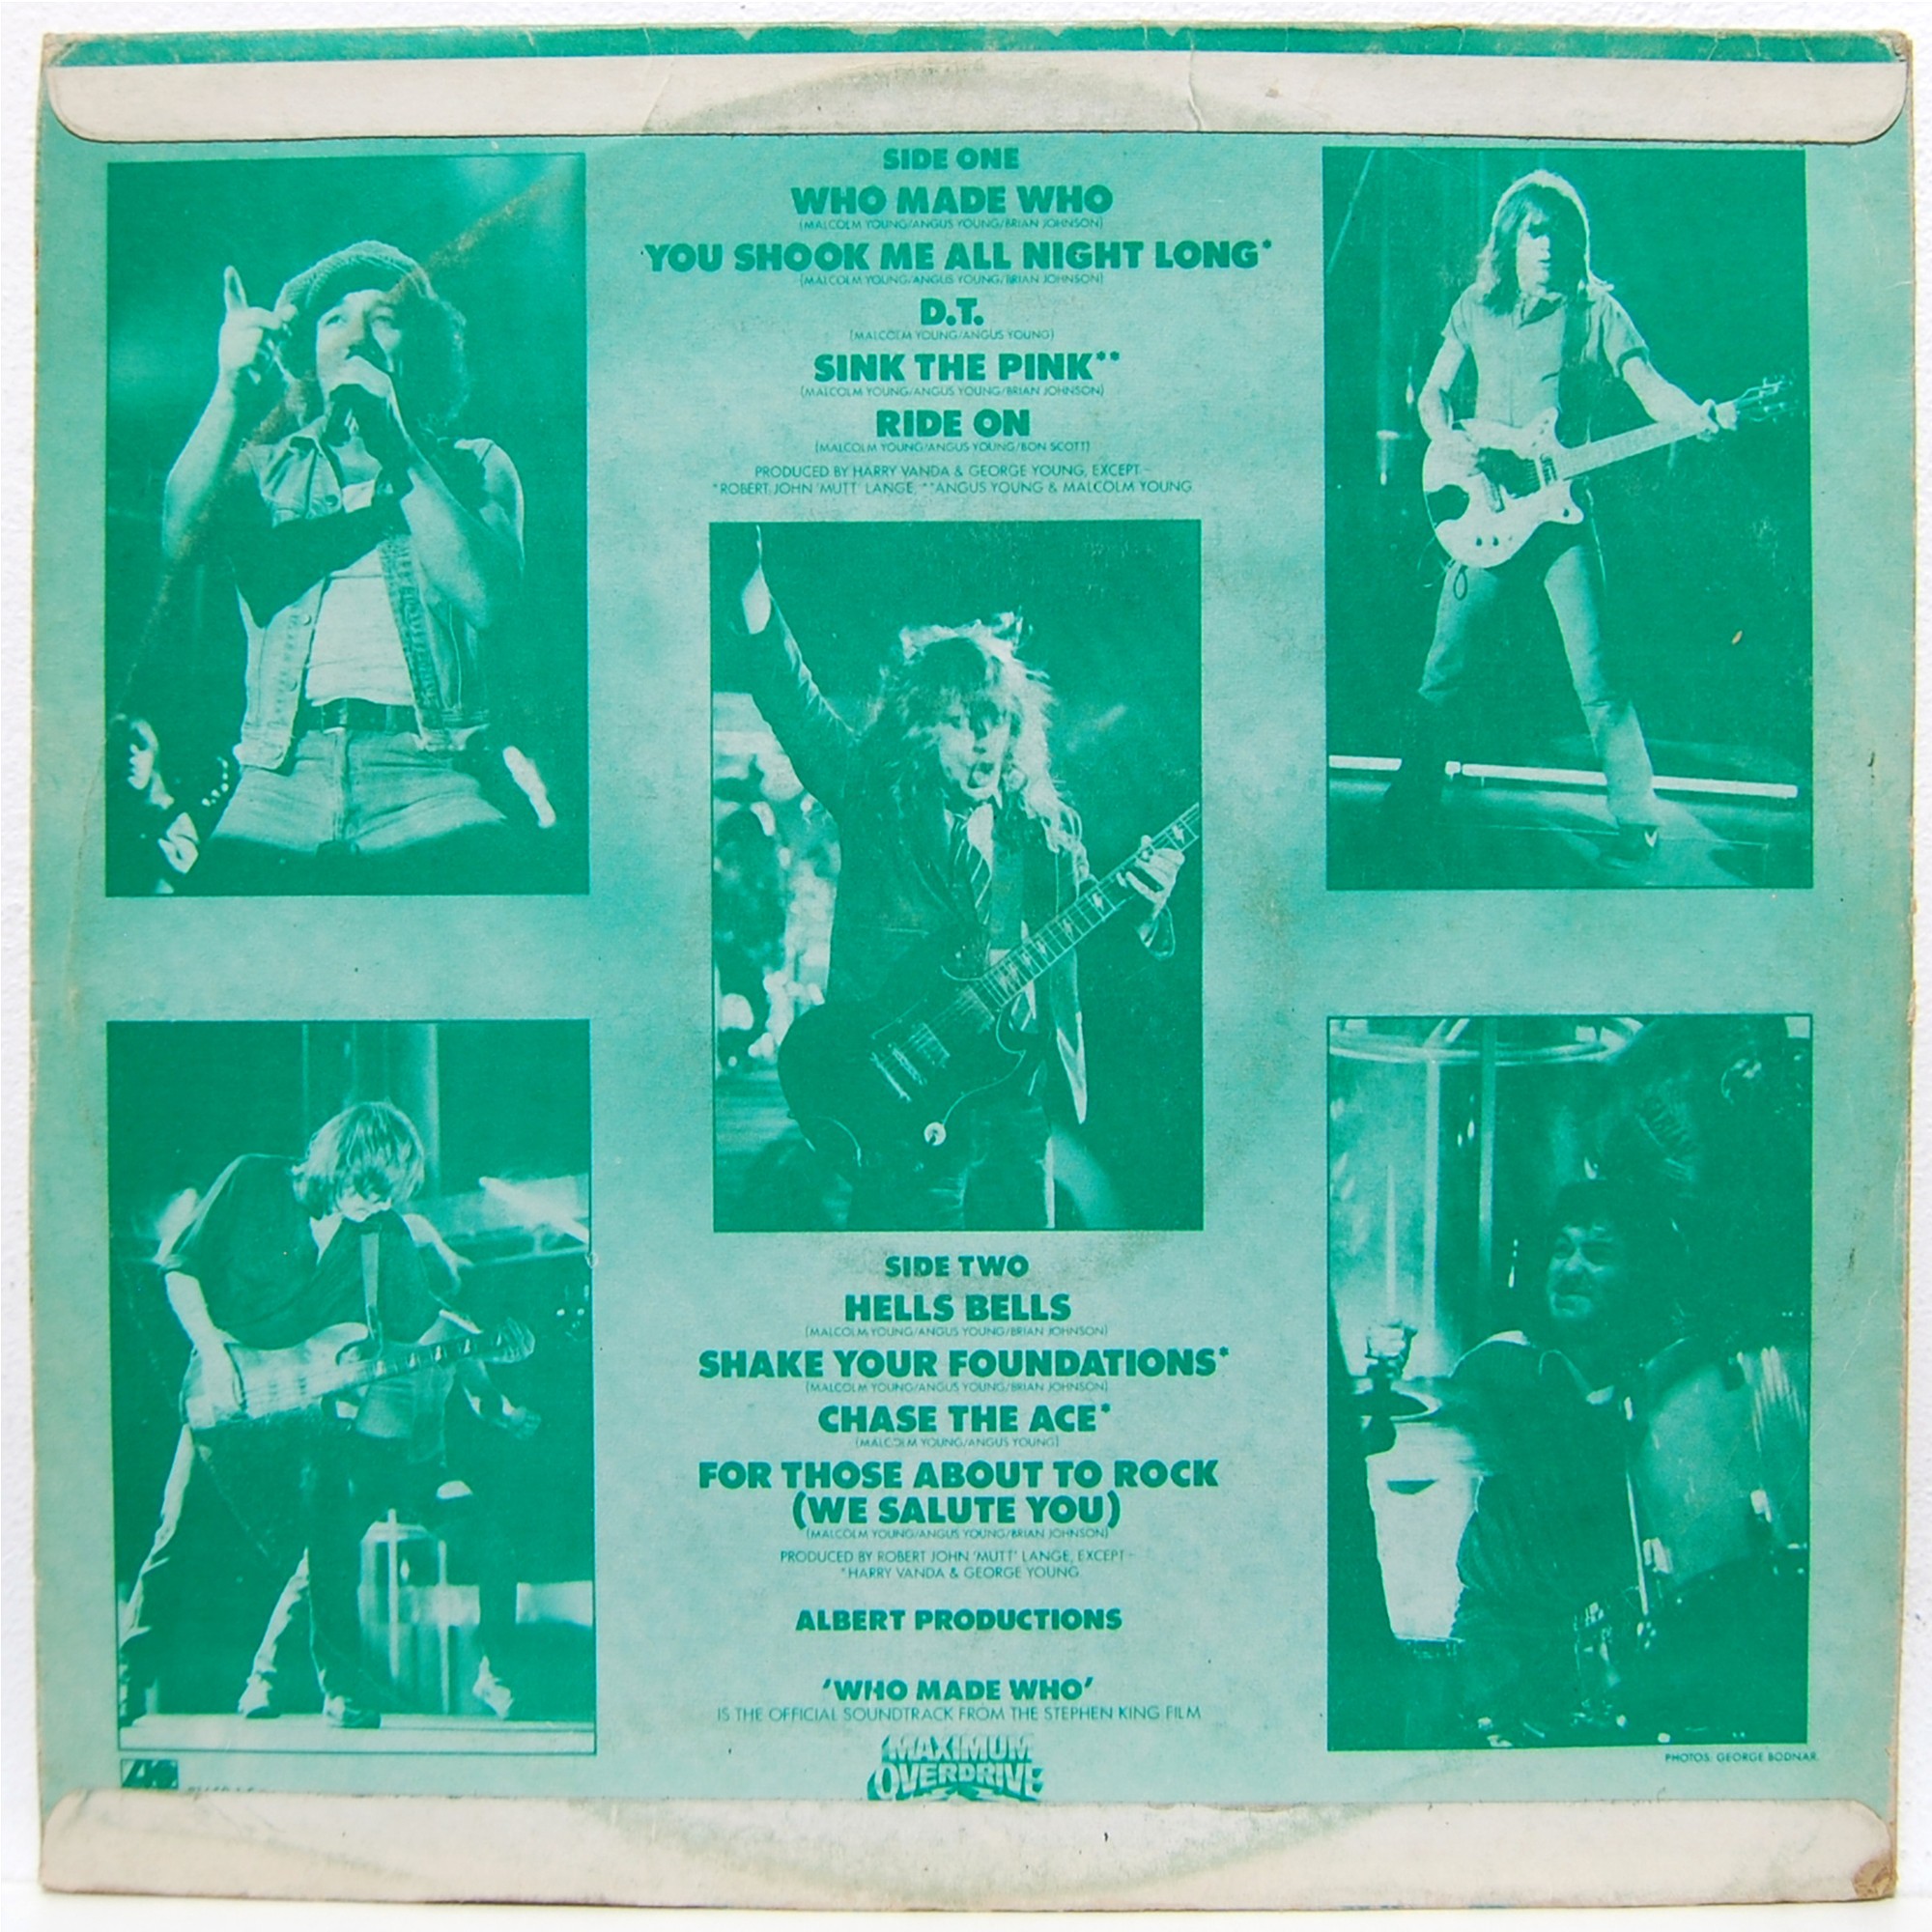 SIDE ONE
WHO MADE WHO
(MALCOLM YOUNG/ANGUS YOUNG/BRIAN JOHNSON)
YOU SHOOK ME ALL NIGHT LONG*
(MALCOLM YOUNG/ANGUS YOUNG/BRIAN JOHNSON)
D.T.
(MALCOLM YOUNG/ANGUS YOUNG)
SINK THE PINK**
(MALCOLM YOUNG/ANGUS YOUNG/BRIAN JOHNSON)
RIDE ON
(MALCOLM YOUNG/ANGUS YOUNG/BON SCOTT)
PRODUCED BY HARRY VANDA & GEORGE YOUNG, EXCEPT–
*ROBERT JOHN 'MUTT' LANGE, **ANGUS YOUNG & MALCOLM YOUNG.
SIDE TWO
HELLS BELLS
(MALCOLM YOUNG/ANGUS YOUNG/BRIAN JOHNSON)
SHAKE YOUR FOUNDATIONS*
(MALCOLM YOUNG/ANGUS YOUNG/BRIAN JOHNSON)
CHASE THE ACE*
(MALCOLM YOUNG/ANGUS YOUNG)
FOR THOSE ABOUT TO ROCK
(WE SALUTE YOU)
(MALCOLM YOUNG/ANGUS YOUNG/BRIAN JOHNSON)
PRODUCED BY ROBERT JOHN 'MUTT' LANGE, EXCEPT–
*HARRY VANDA & GEORGE YOUNG.
ALBERT PRODUCTIONS
'WHO MADE WHO'
IS THE OFFICIAL SOUNDTRACK FROM THE STEPHEN KING FILM
MAXIMUM
OVERDRIVE
PHOTOS: GEORGE BODNAR.